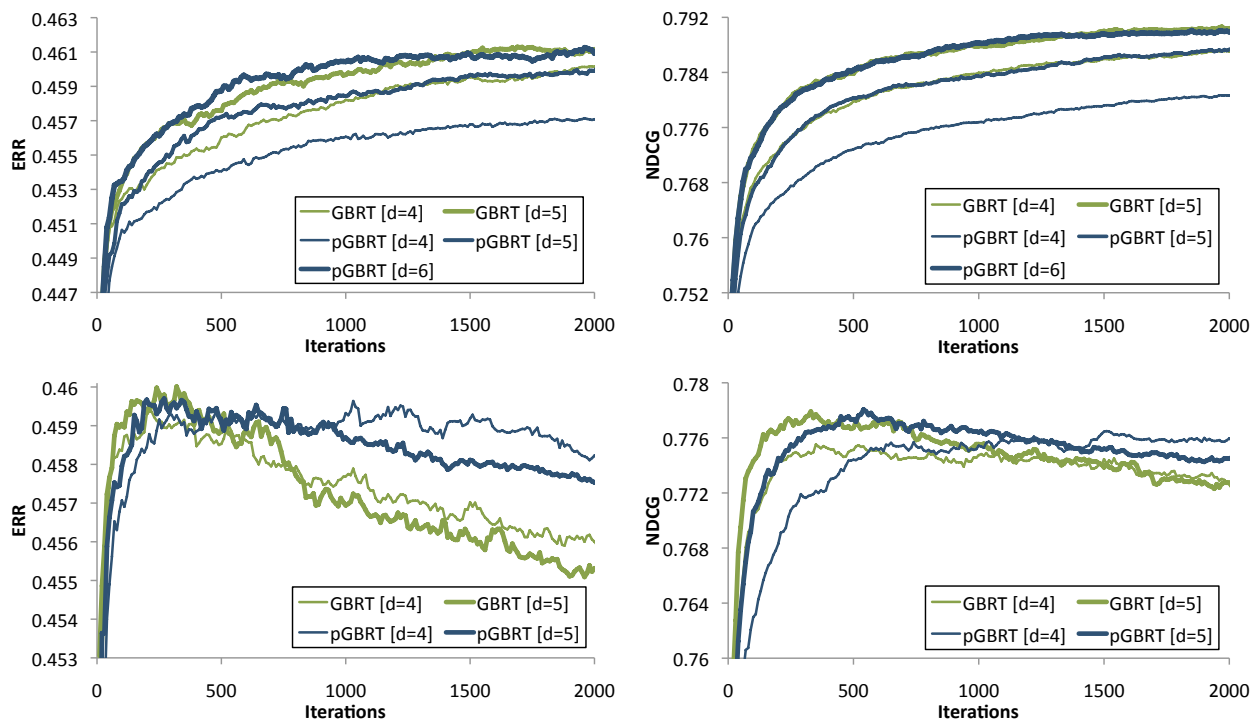 0.463
0.461
0.459
0.457
0.455
0.453
0.451
0.449
0.447
ERR
GBRT [d=4] GBRT [d=5]
pGBRT [d=4] pGBRT [d=5]
pGBRT [d=6]
0 500 1000 1500 2000
Iterations
0.792
0.784
0.776
0.768
0.76
0.752
NDCG
GBRT [d=4] GBRT [d=5]
pGBRT [d=4] pGBRT [d=5]
pGBRT [d=6]
0 500 1000 1500 2000
Iterations
0.46
0.459
0.458
0.457
0.456
0.455
0.454
0.453
ERR
GBRT [d=4] GBRT [d=5]
pGBRT [d=4] pGBRT [d=5]
0 500 1000 1500 2000
Iterations
0.78
0.776
0.772
0.768
0.764
0.76
NDCG
GBRT [d=4] GBRT [d=5]
pGBRT [d=4] pGBRT [d=5]
0 500 1000 1500 2000
Iterations